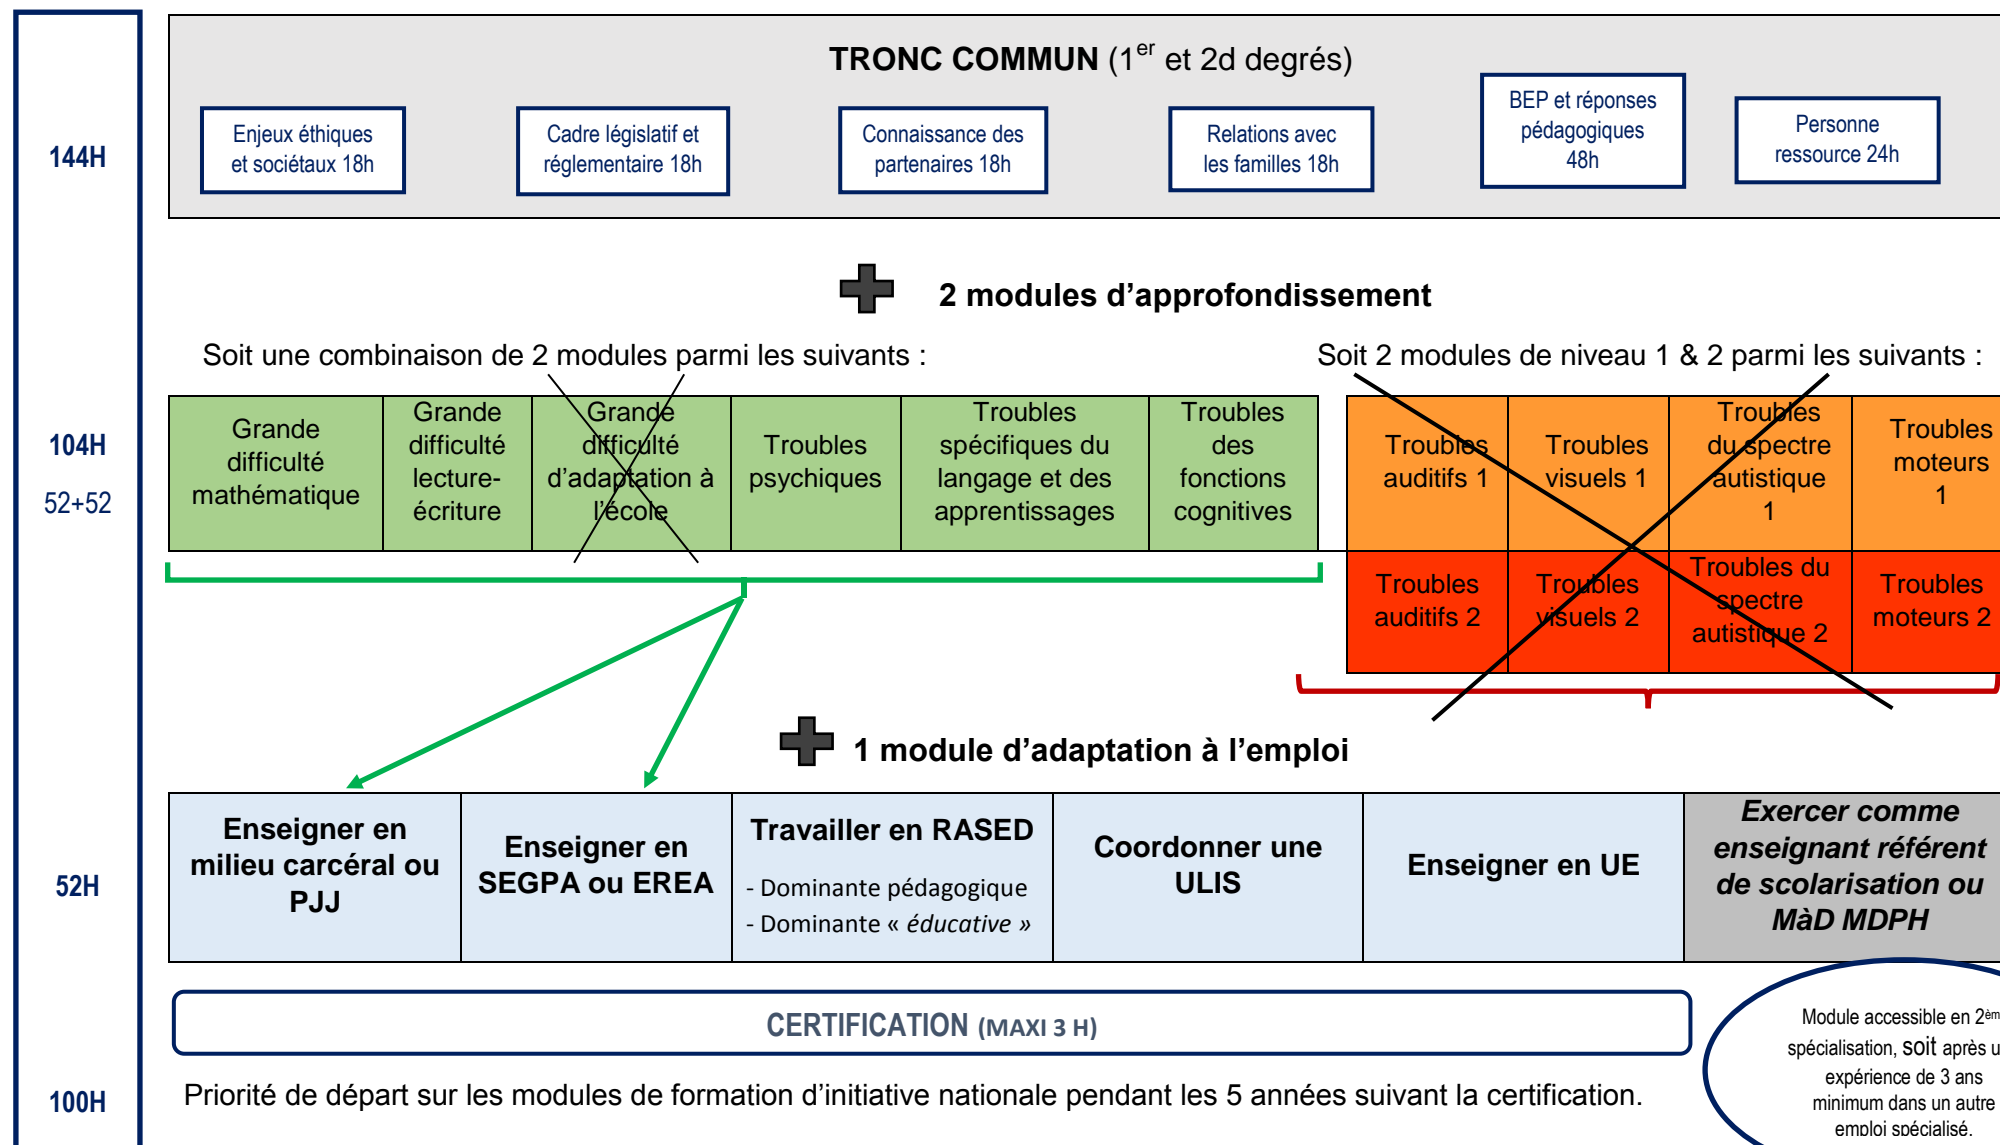 TRONC COMMUN (1er et 2d degrés)
144H
Enjeux éthiques
et sociétaux 18h
Cadre législatif et
réglementaire 18h
Connaissance des
partenaires 18h
Relations avec
les familles 18h
BEP et réponses
pédagogiques
48h
Personne
ressource 24h
2 modules d’approfondissement
Soit une combinaison de 2 modules parmi les suivants :
Soit 2 modules de niveau 1 & 2 parmi les suivants :
104H
52+52
Grande
difficulté
mathématique
Grande
difficulté
lecture-
écriture
Grande
difficulté
d’adaptation à
l’école
Troubles
psychiques
Troubles
spécifiques du
langage et des
apprentissages
Troubles
des
fonctions
cognitives
Troubles
auditifs 1
Troubles
visuels 1
Troubles
du spectre
autistique
1
Troubles
moteurs
1
Troubles
auditifs 2
Troubles
visuels 2
Troubles du
spectre
autistique 2
Troubles
moteurs 2
1 module d’adaptation à l’emploi
52H
Enseigner en
milieu carcéral ou
PJJ
Enseigner en
SEGPA ou EREA
Travailler en RASED
- Dominante pédagogique
- Dominante « éducative »
Coordonner une
ULIS
Enseigner en UE
Exercer comme
enseignant référent
de scolarisation ou
MàD MDPH
CERTIFICATION (MAXI 3 H)
100H
Priorité de départ sur les modules de formation d’initiative nationale pendant les 5 années suivant la certification.
Module accessible en
spécialisation, soit après
expérience de 3 ans
minimum dans un autre
emploi spécialisé.